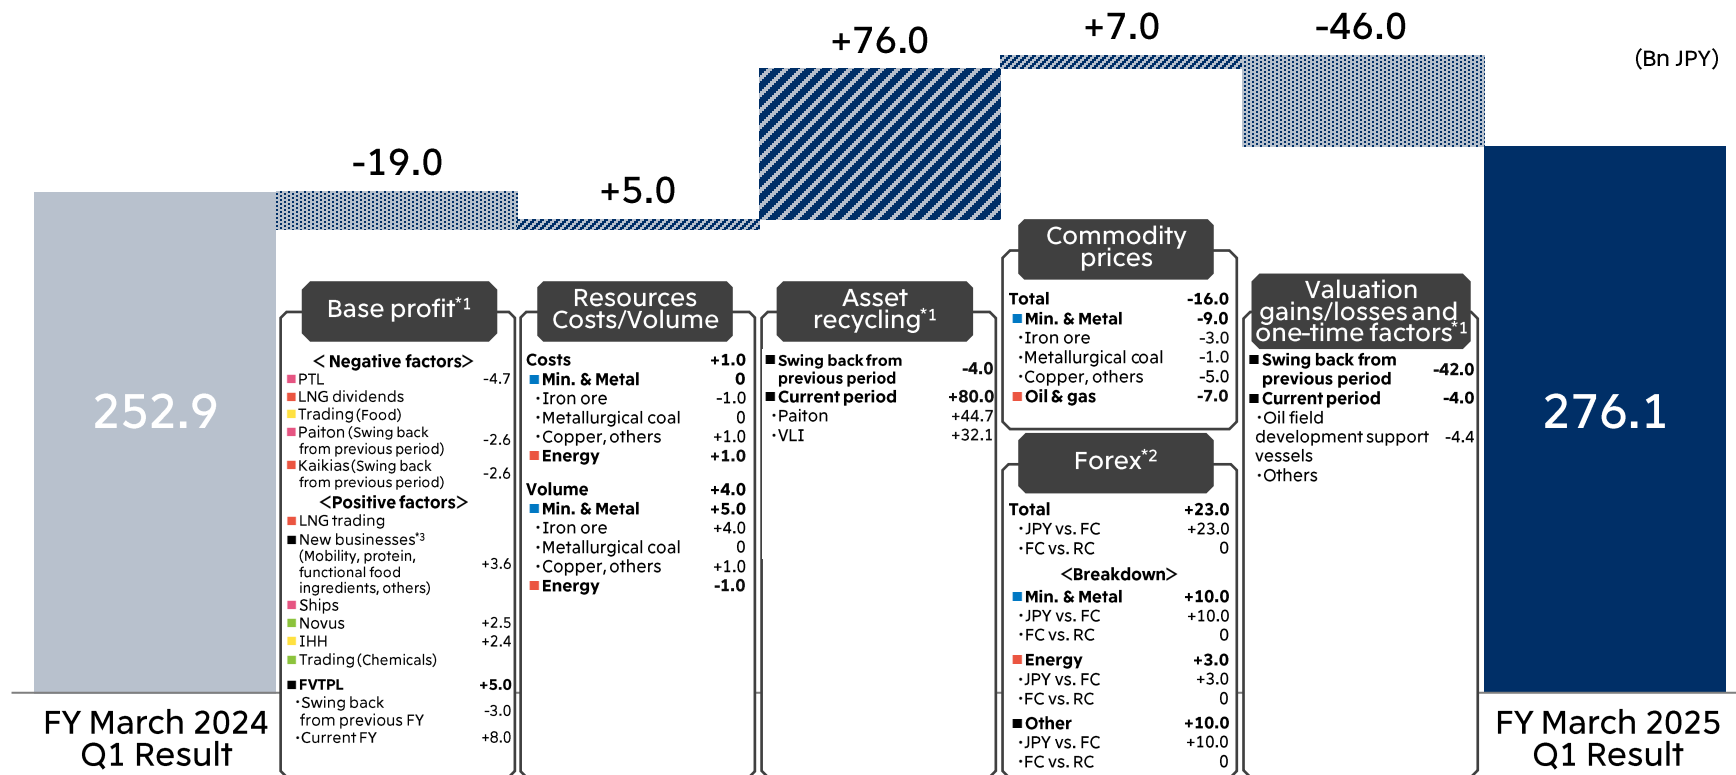 (Bn JPY)
252.9
-19.0
+5.0
+76.0
+7.0
-46.0
276.1
FY March 2024
Q1 Result
FY March 2025
Q1 Result
Base profit*1
< Negative factors>
PTL -4.7
LNG dividends
Trading (Food)
Paiton (Swing back
from previous period) -2.6
Kaikias (Swing back
from previous period) -2.6
<Positive factors>
LNG trading
New businesses*3
(Mobility, protein,
functional food +3.6
ingredients, others)
Ships
Novus +2.5
IHH +2.4
Trading (Chemicals)
FVTPL +5.0
・Swing back
from previous FY -3.0
・Current FY +8.0
Resources
Costs/Volume
Costs +1.0
Min. & Metal 0
・Iron ore -1.0
・Metallurgical coal 0
・Copper, others +1.0
Energy +1.0
Volume +4.0
Min. & Metal +5.0
・Iron ore +4.0
・Metallurgical coal 0
・Copper, others +1.0
Energy -1.0
Asset
recycling*1
Swing back from
previous period -4.0
Current period +80.0
・Paiton +44.7
・VLI +32.1
Commodity
prices
Total -16.0
Min. & Metal -9.0
・Iron ore -3.0
・Metallurgical coal -1.0
・Copper, others -5.0
Oil & gas -7.0
Forex*2
Total +23.0
・JPY vs. FC +23.0
・FC vs. RC 0
<Breakdown>
Min. & Metal +10.0
・JPY vs. FC +10.0
・FC vs. RC 0
Energy +3.0
・JPY vs. FC +3.0
・FC vs. RC 0
Other +10.0
・JPY vs. FC +10.0
・FC vs. RC 0
Valuation
gains/losses and
one-time factors*1
Swing back from
previous period -42.0
Current period -4.0
・Oil field
development support -4.4
vessels
・Others